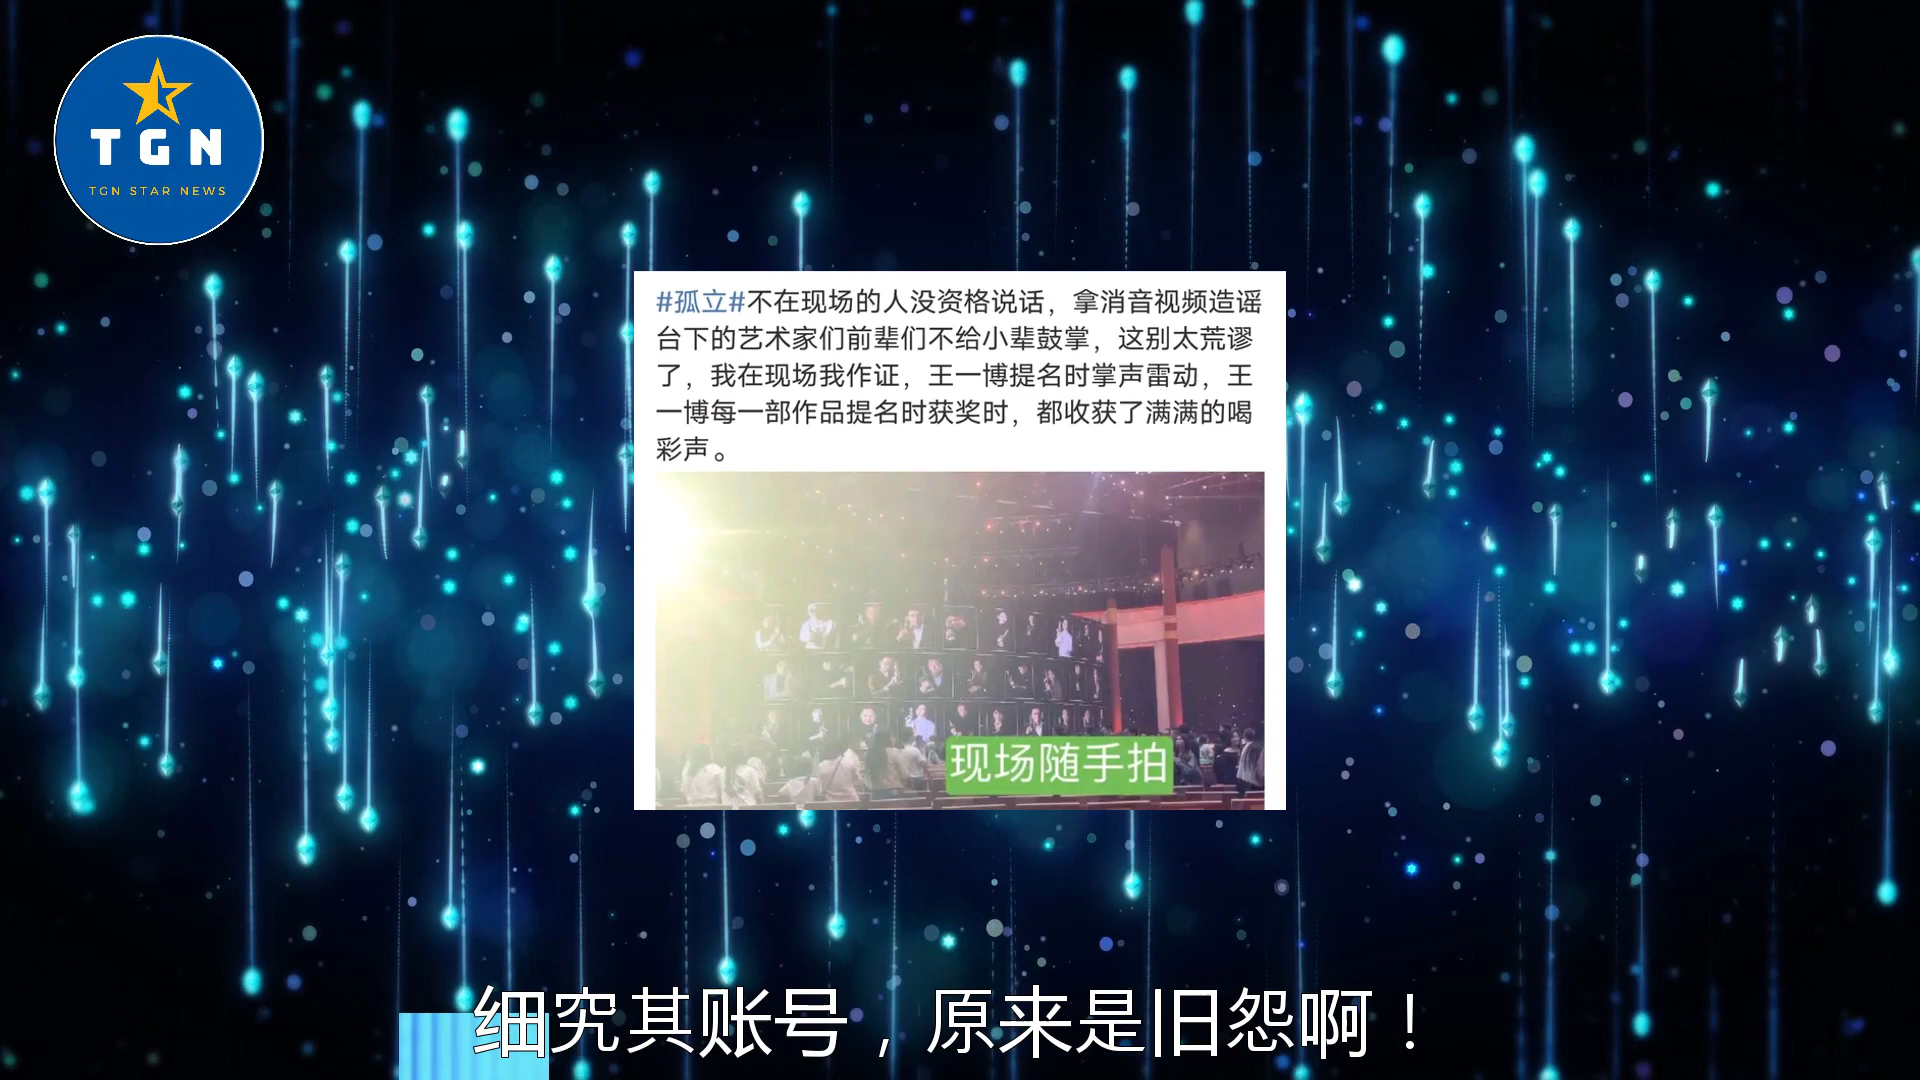 TGN
TGN STAR NEWS
#孤立#不在现场的人没资格说话，拿消音视频造谣
台下的艺术家们前辈们不给小辈鼓掌，这别太荒谬
了，我在现场我作证，王一博提名时掌声雷动，王
一博每一部作品提名时获奖时，都收获了满满的喝
彩声。
现场随手拍
细究其账号，原来是旧怨啊！